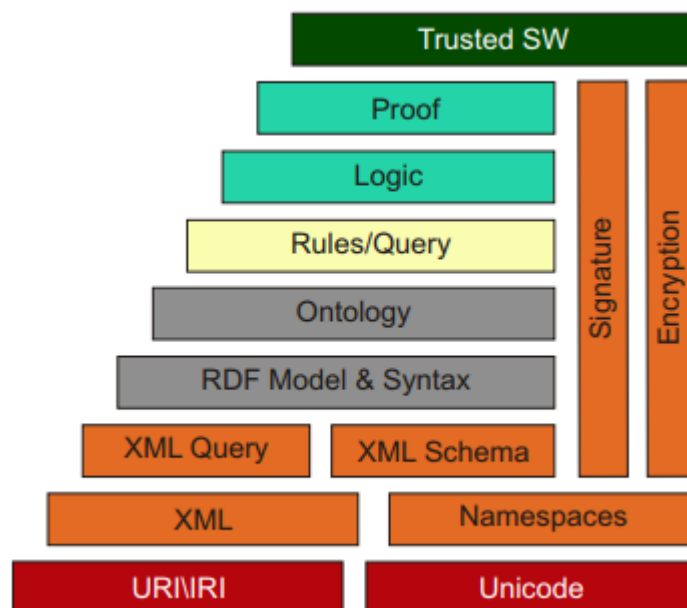 Trusted SW
Proof
Logic
Rules/Query
Ontology
RDF Model & Syntax
Signature
Encryption
XML Query
XML Schema
XML
Namespaces
URI\IRI
Unicode